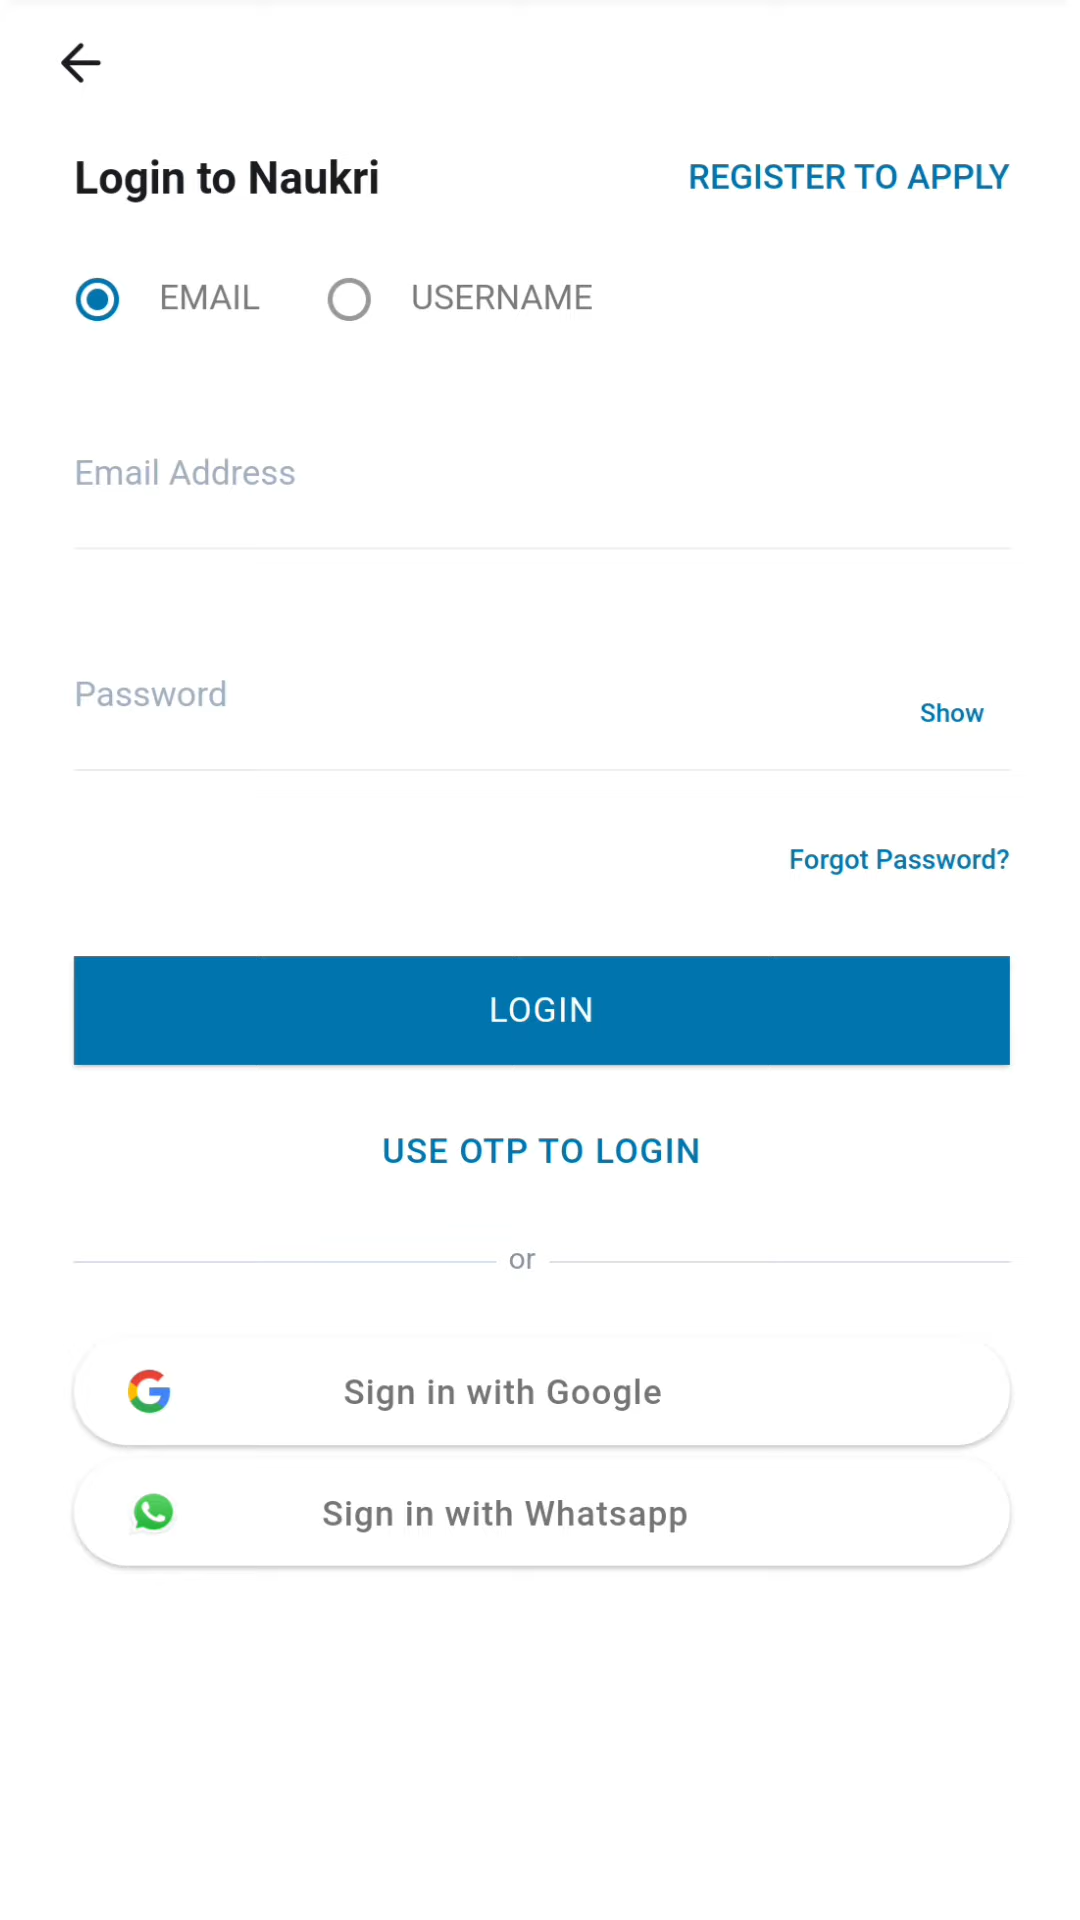 Login to Naukri
REGISTER TO APPLY
EMAIL
USERNAME
Email Address
Password
Show
Forgot Password?
LOGIN
USE OTP TO LOGIN
or
Sign in with Google
Sign in with Whatsapp